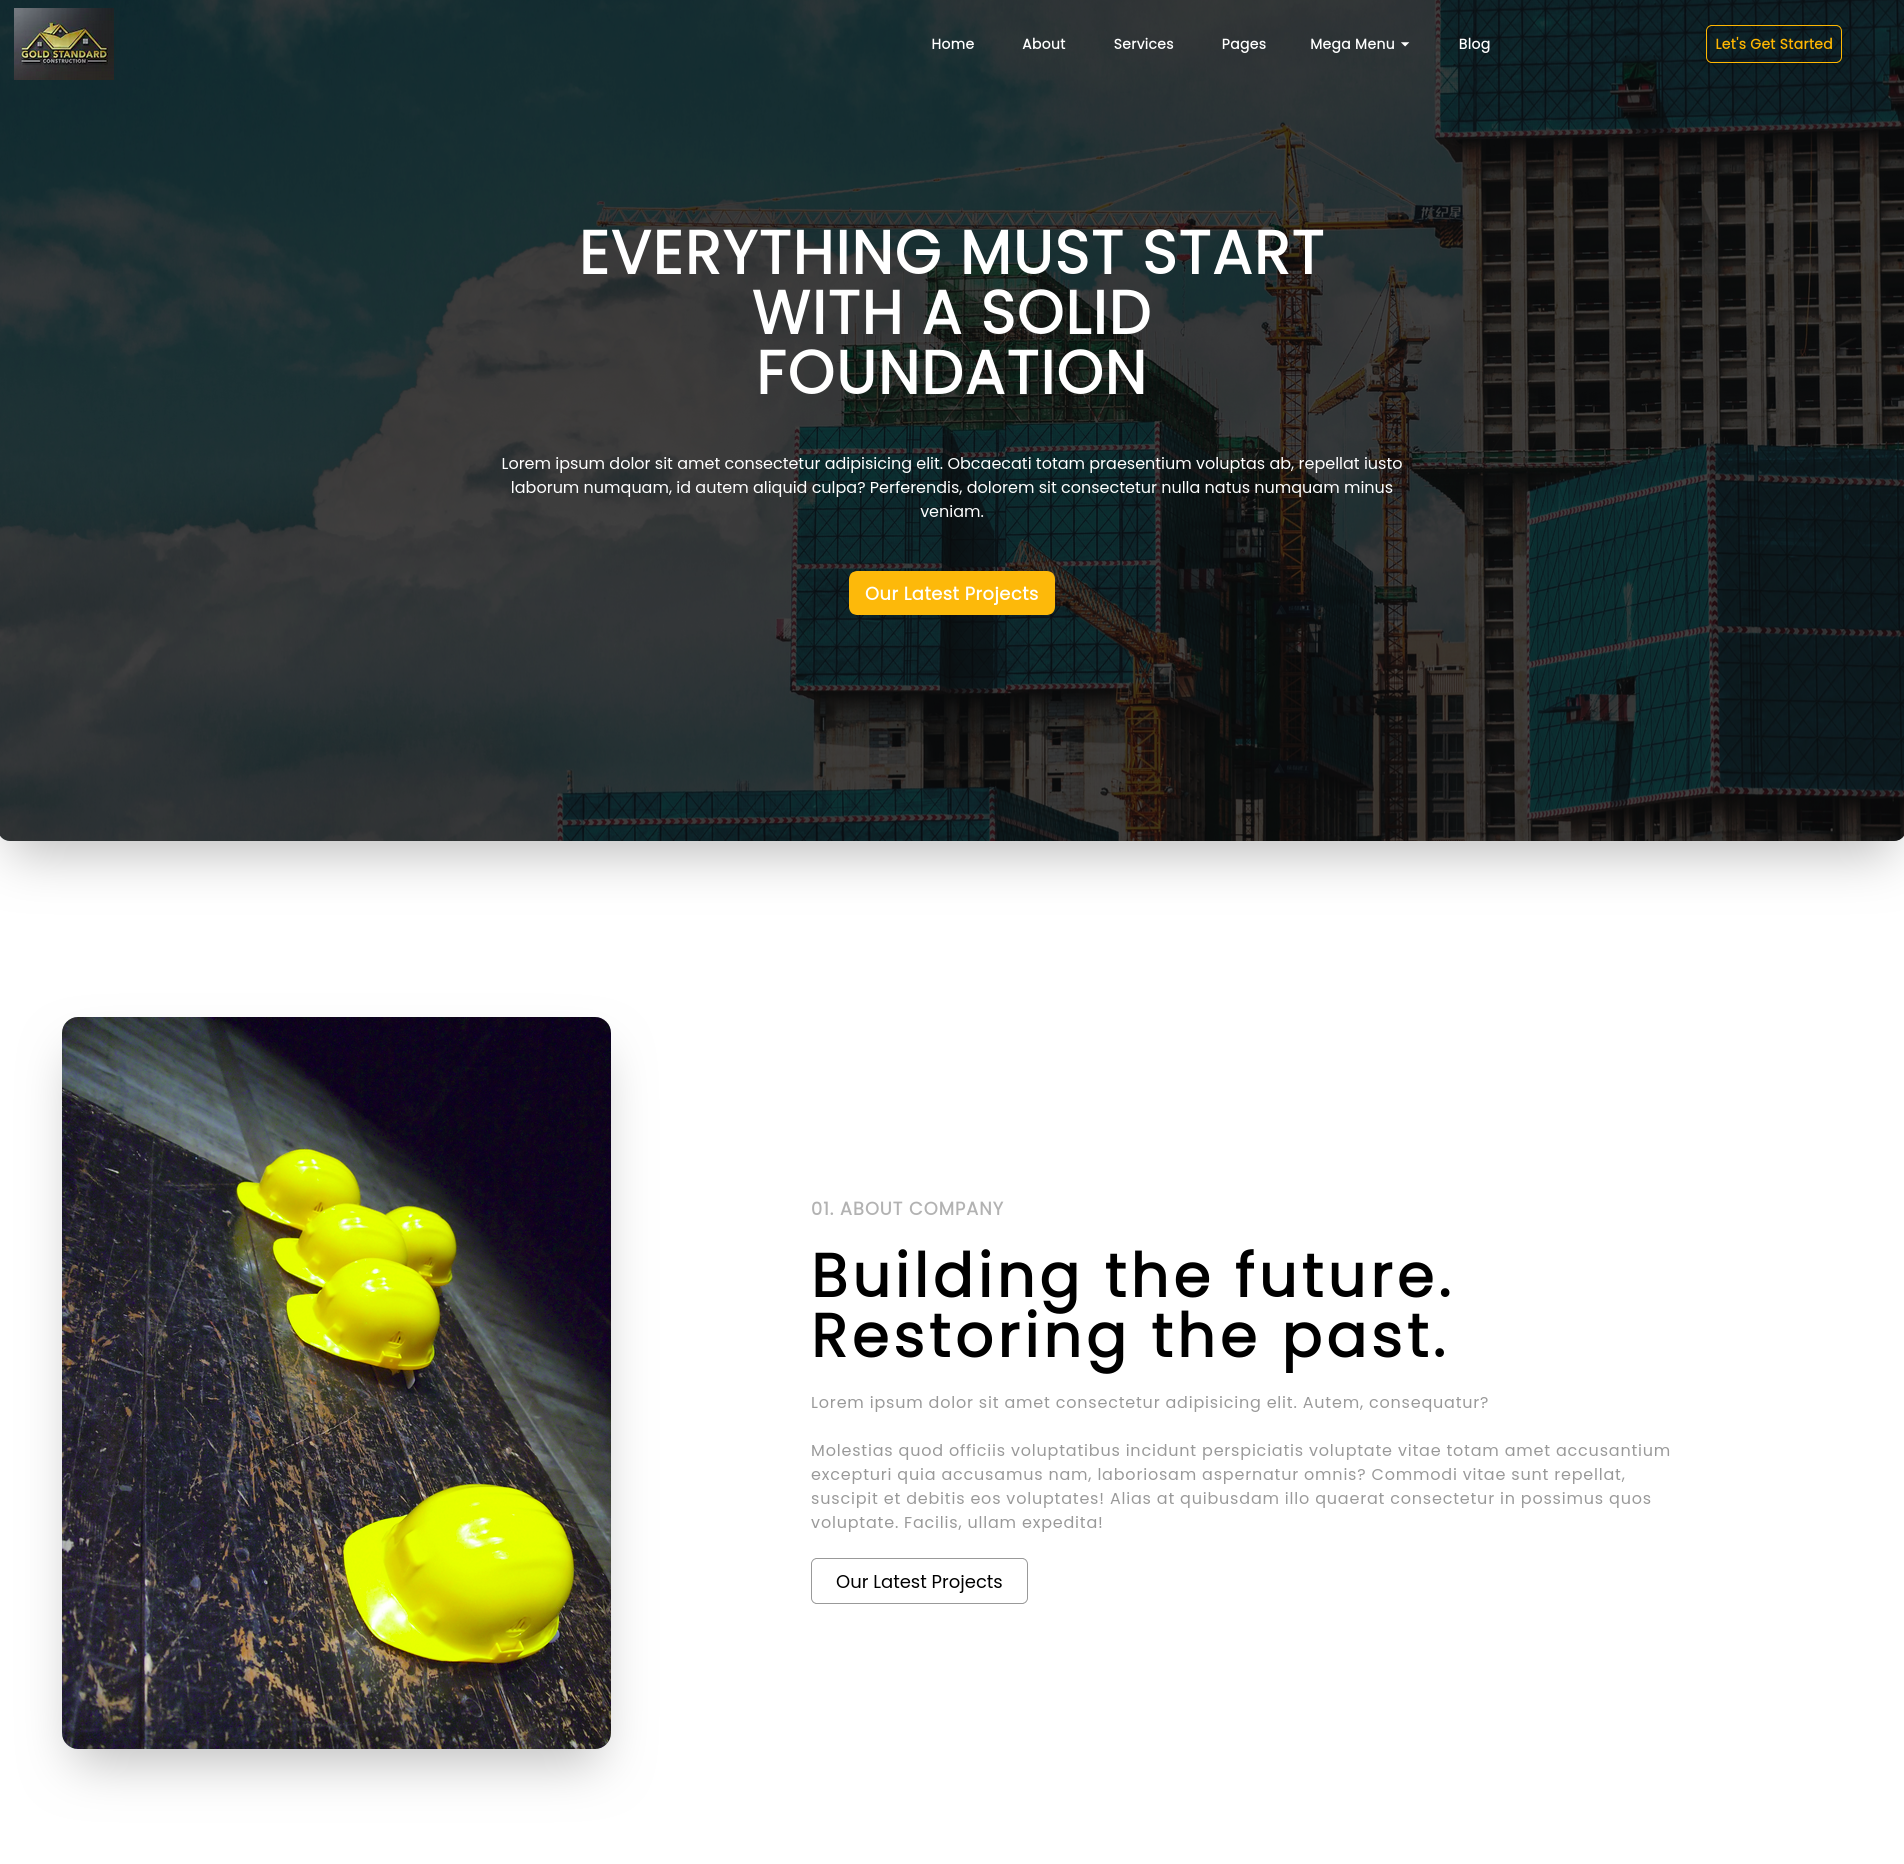 GOLD STANDARD
CONSTRUCTION
Home About Services Pages Mega Menu Blog Let's Get Started
世纪星
EVERYTHING MUST START
WITH A SOLID
FOUNDATION
Lorem ipsum dolor sit amet consectetur adipisicing elit. Obcaecati totam praesentium voluptas ab, repellat iusto
laborum numquam, id autem aliquid culpa? Perferendis, dolorem sit consectetur nulla natus numquam minus
veniam.
Our Latest Projects
01. ABOUT COMPANY
Building the future.
Restoring the past.
Lorem ipsum dolor sit amet consectetur adipisicing elit. Autem, consequatur?
Molestias quod officiis voluptatibus incidunt perspiciatis voluptate vitae totam amet accusantium
excepturi quia accusamus nam, laboriosam aspernatur omnis? Commodi vitae sunt repellat,
suscipit et debitis eos voluptates! Alias at quibusdam illo quaerat consectetur in possimus quos
voluptate. Facilis, ullam expedita!
Our Latest Projects